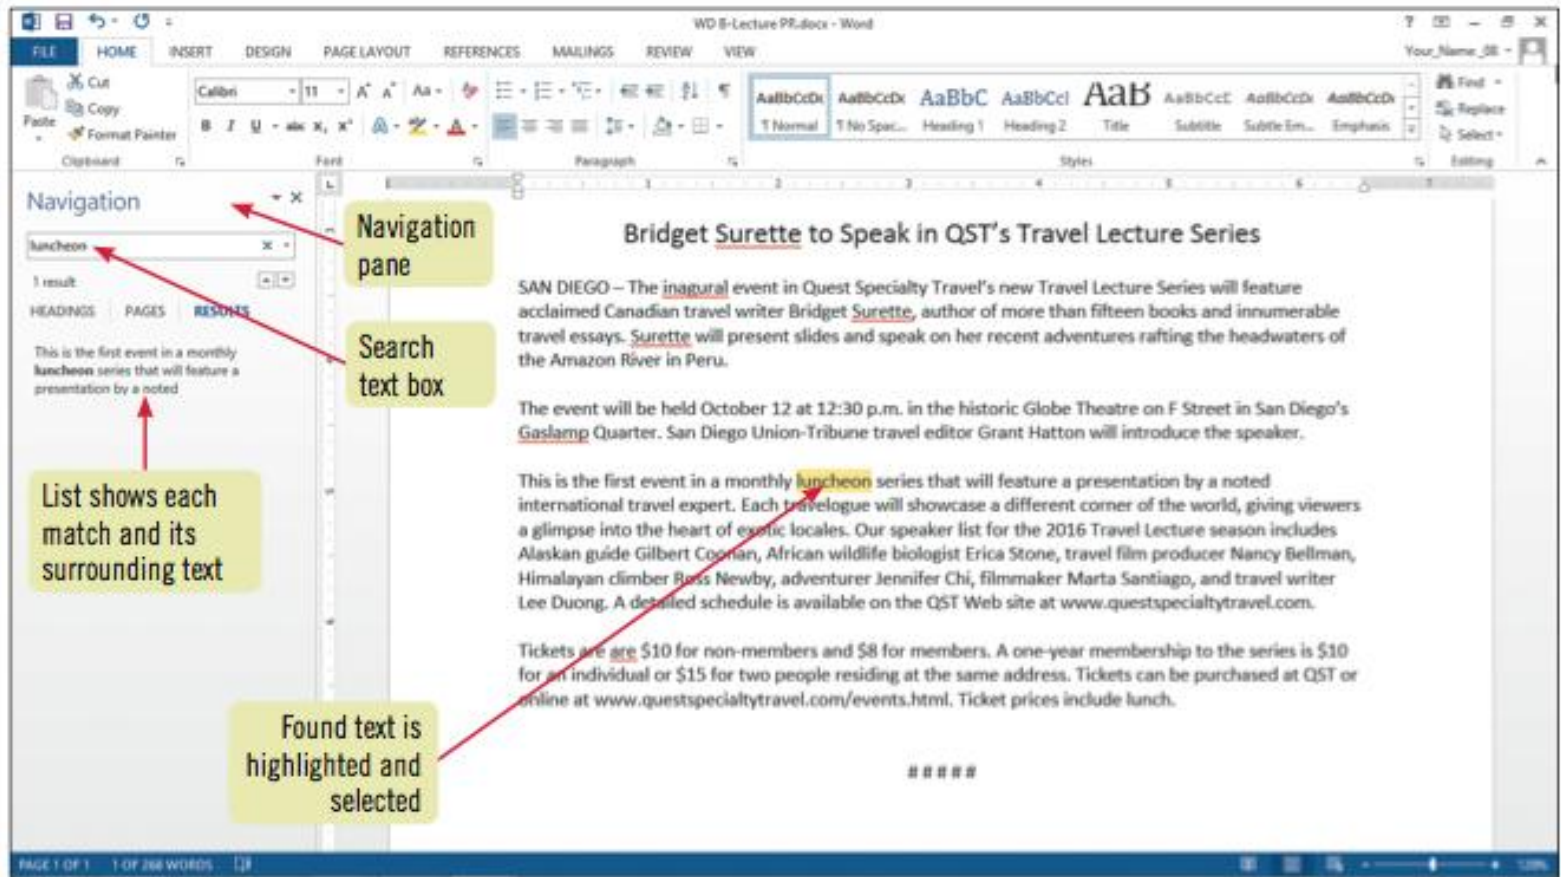 WD B-Lecture PR.docx - Word
FILE HOME INSERT DESIGN PAGE LAYOUT REFERENCES MAILINGS REVIEW VIEW Your_Name_08
Cut
Copy
Paste
Format Painter
Calibri 11
AaBbCcDc AaBbCcDc AaBbC AaBbCcI AaB AaBbCcC AaBbCcDc AaBbCcDc
¶ Normal ¶ No Spac... Heading 1 Heading 2 Title Subtitle Subtle Em... Emphasis
Find
Replace
Select
Clipboard Font Paragraph Styles Editing
Navigation
luncheon
1 result
HEADINGS PAGES RESULTS
This is the first event in a monthly
luncheon series that will feature a
presentation by a noted
Navigation
pane
Search
text box
List shows each
match and its
surrounding text
Found text is
highlighted and
selected
Bridget Surette to Speak in QST's Travel Lecture Series
SAN DIEGO – The inagural event in Quest Specialty Travel's new Travel Lecture Series will feature
acclaimed Canadian travel writer Bridget Surette, author of more than fifteen books and innumerable
travel essays. Surette will present slides and speak on her recent adventures rafting the headwaters of
the Amazon River in Peru.
The event will be held October 12 at 12:30 p.m. in the historic Globe Theatre on F Street in San Diego's
Gaslamp Quarter. San Diego Union-Tribune travel editor Grant Hatton will introduce the speaker.
This is the first event in a monthly luncheon series that will feature a presentation by a noted
international travel expert. Each travelogue will showcase a different corner of the world, giving viewers
a glimpse into the heart of exotic locales. Our speaker list for the 2016 Travel Lecture season includes
Alaskan guide Gilbert Coonan, African wildlife biologist Erica Stone, travel film producer Nancy Bellman,
Himalayan climber Ross Newby, adventurer Jennifer Chi, filmmaker Marta Santiago, and travel writer
Lee Duong. A detailed schedule is available on the QST Web site at www.questspecialtytravel.com.
Tickets are are $10 for non-members and $8 for members. A one-year membership to the series is $10
for an individual or $15 for two people residing at the same address. Tickets can be purchased at QST or
online at www.questspecialtytravel.com/events.html. Ticket prices include lunch.
#####
PAGE 1 OF 1 1 OF 268 WORDS 120%